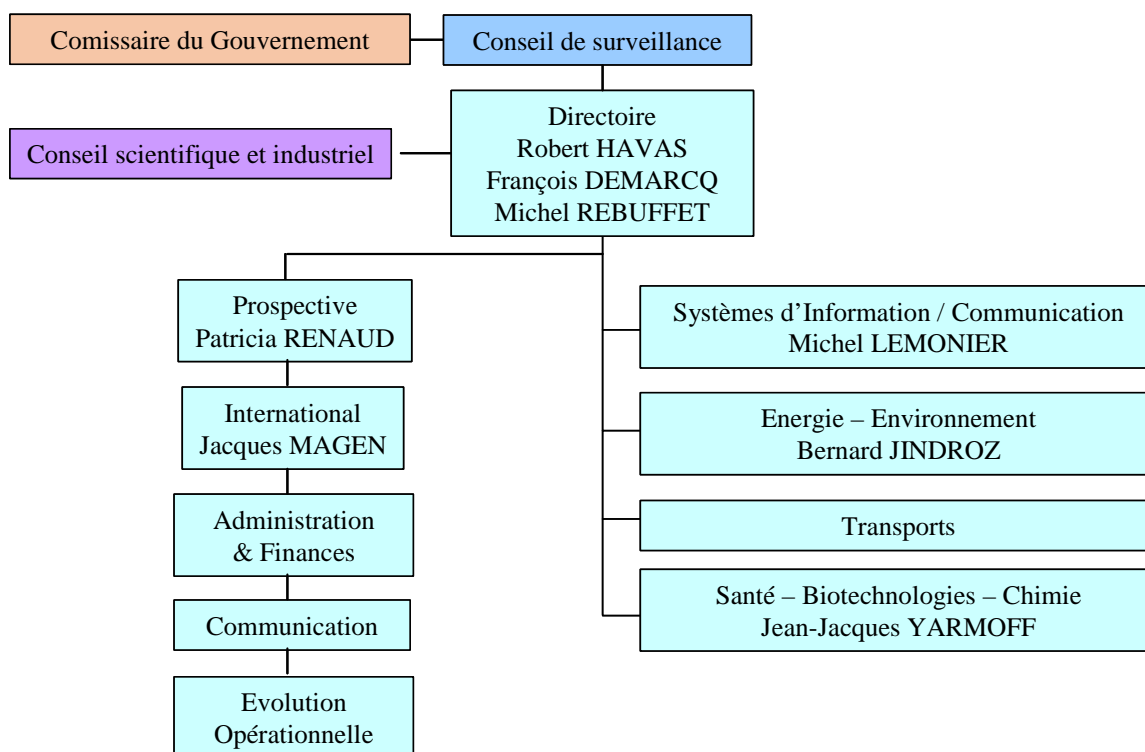 Comissaire du Gouvernement
Conseil de surveillance
Conseil scientifique et industriel
Directoire
Robert HAVAS
François DEMARCQ
Michel REBUFFET
Prospective
Patricia RENAUD
International
Jacques MAGEN
Administration
& Finances
Communication
Evolution
Opérationnelle
Systèmes d’Information / Communication
Michel LEMONIER
Energie – Environnement
Bernard JINDROZ
Transports
Santé – Biotechnologies – Chimie
Jean-Jacques YARMOFF